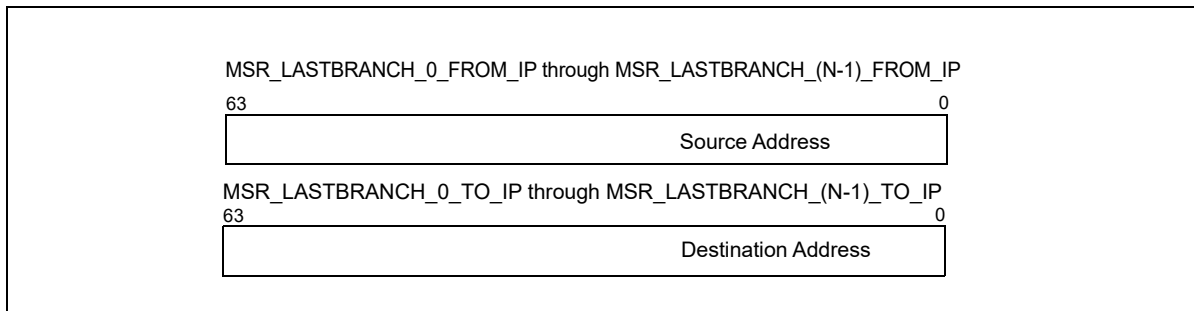 MSR_LASTBRANCH_0_FROM_IP through MSR_LASTBRANCH_(N-1)_FROM_IP
63 0
Source Address
MSR_LASTBRANCH_0_TO_IP through MSR_LASTBRANCH_(N-1)_TO_IP
63 0
Destination Address